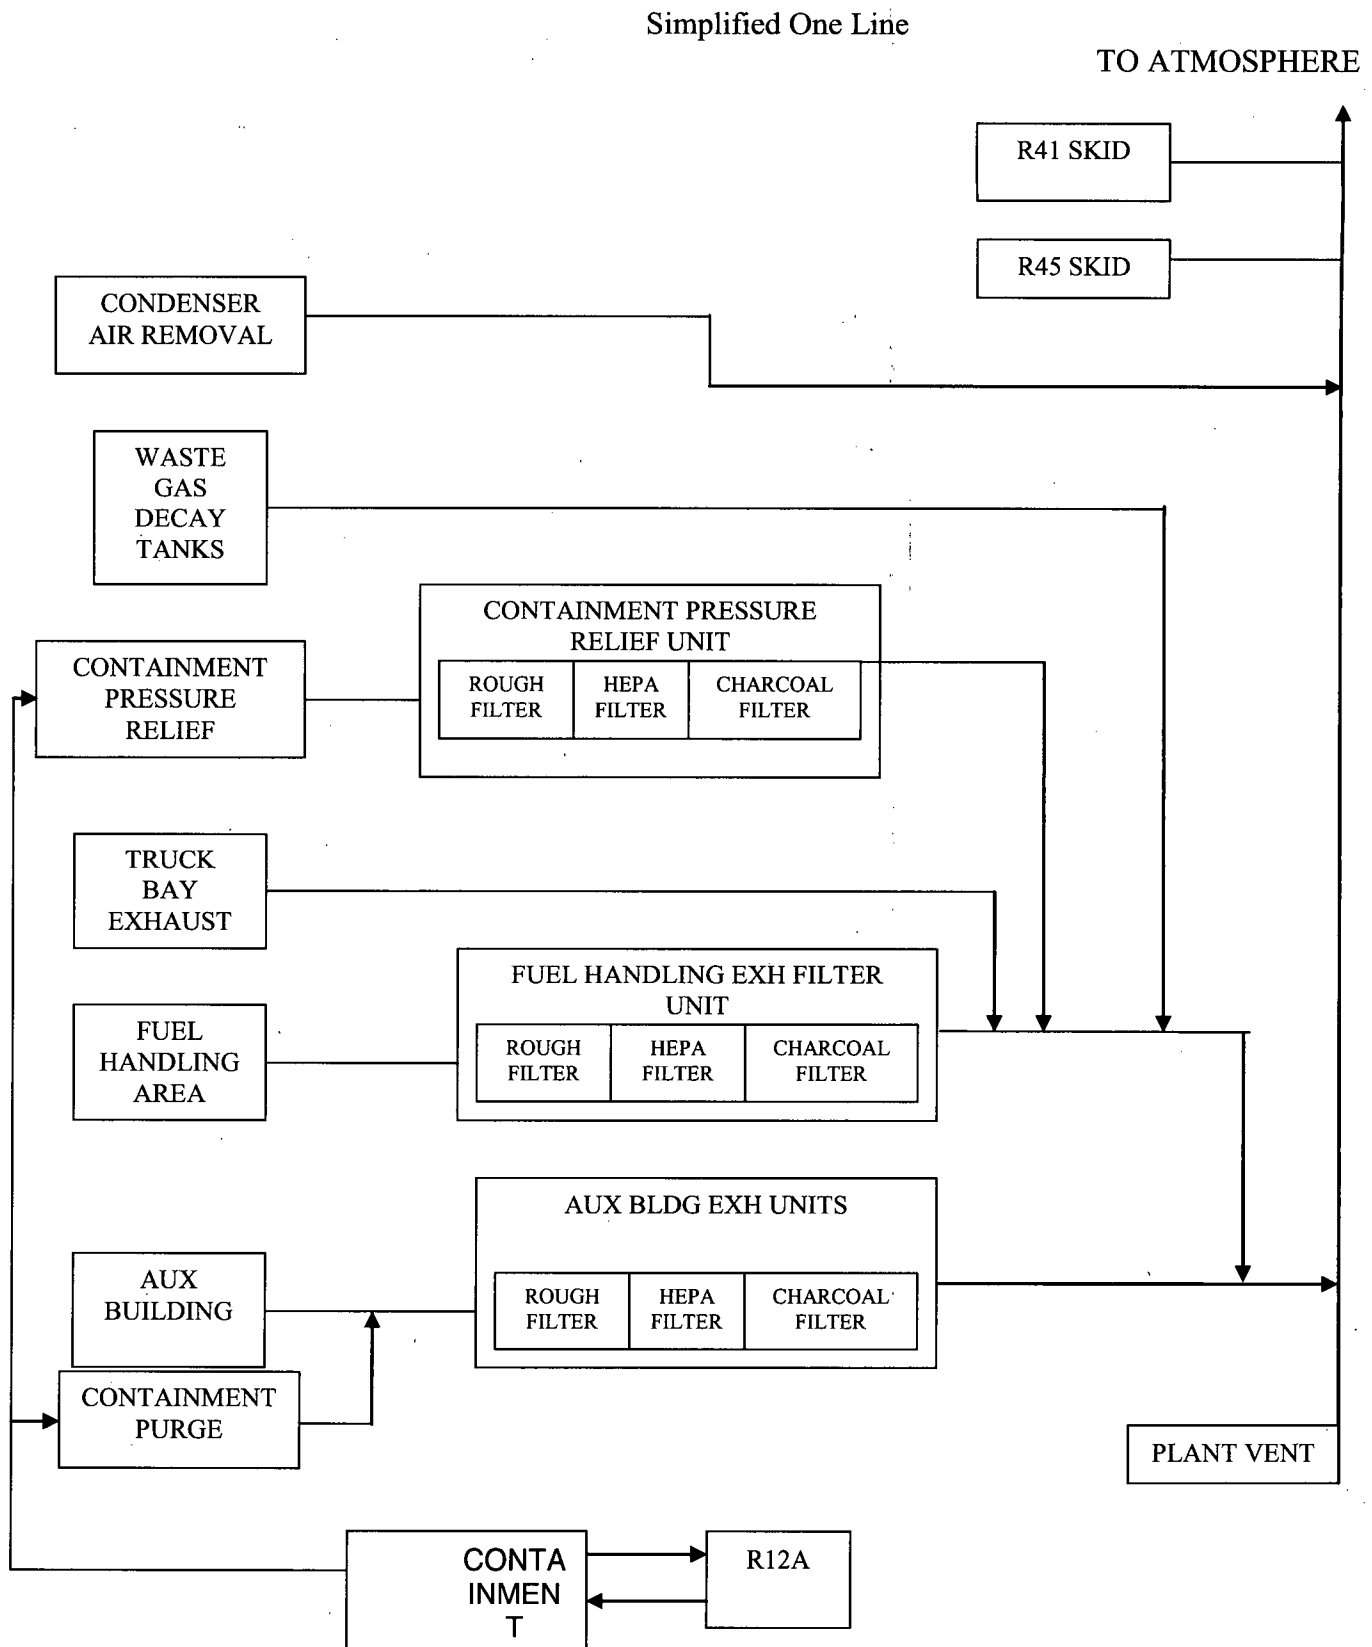 Simplified One Line
TO ATMOSPHERE
R41 SKID
R45 SKID
CONDENSER
AIR REMOVAL
WASTE
GAS
DECAY
TANKS
CONTAINMENT PRESSURE
RELIEF UNIT
ROUGH
FILTER
HEPA
FILTER
CHARCOAL
FILTER
CONTAINMENT
PRESSURE
RELIEF
TRUCK
BAY
EXHAUST
FUEL HANDLING EXH FILTER
UNIT
ROUGH
FILTER
HEPA
FILTER
CHARCOAL
FILTER
FUEL
HANDLING
AREA
AUX BLDG EXH UNITS
ROUGH
FILTER
HEPA
FILTER
CHARCOAL
FILTER
AUX
BUILDING
CONTAINMENT
PURGE
PLANT VENT
CONTA
INMEN
T
R12A